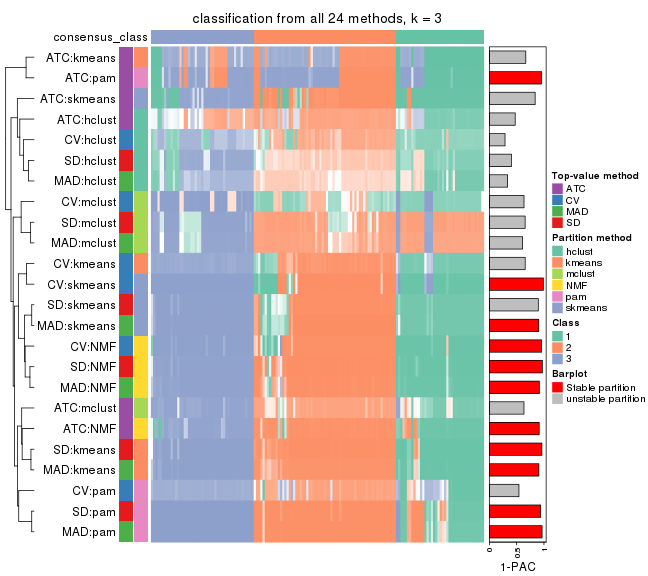 classification from all 24 methods, k = 3
consensus_class
ATC:kmeans
ATC:pam
ATC:skmeans
ATC:hclust
CV:hclust
SD:hclust
MAD:hclust
CV:mclust
SD:mclust
MAD:mclust
CV:kmeans
CV:skmeans
SD:skmeans
MAD:skmeans
CV:NMF
SD:NMF
MAD:NMF
ATC:mclust
ATC:NMF
SD:kmeans
MAD:kmeans
CV:pam
SD:pam
MAD:pam
0 0.5 1
1-PAC
Top-value method
ATC
CV
MAD
SD
Partition method
hclust
kmeans
mclust
NMF
pam
skmeans
Class
1
2
3
Barplot
Stable partition
unstable partition